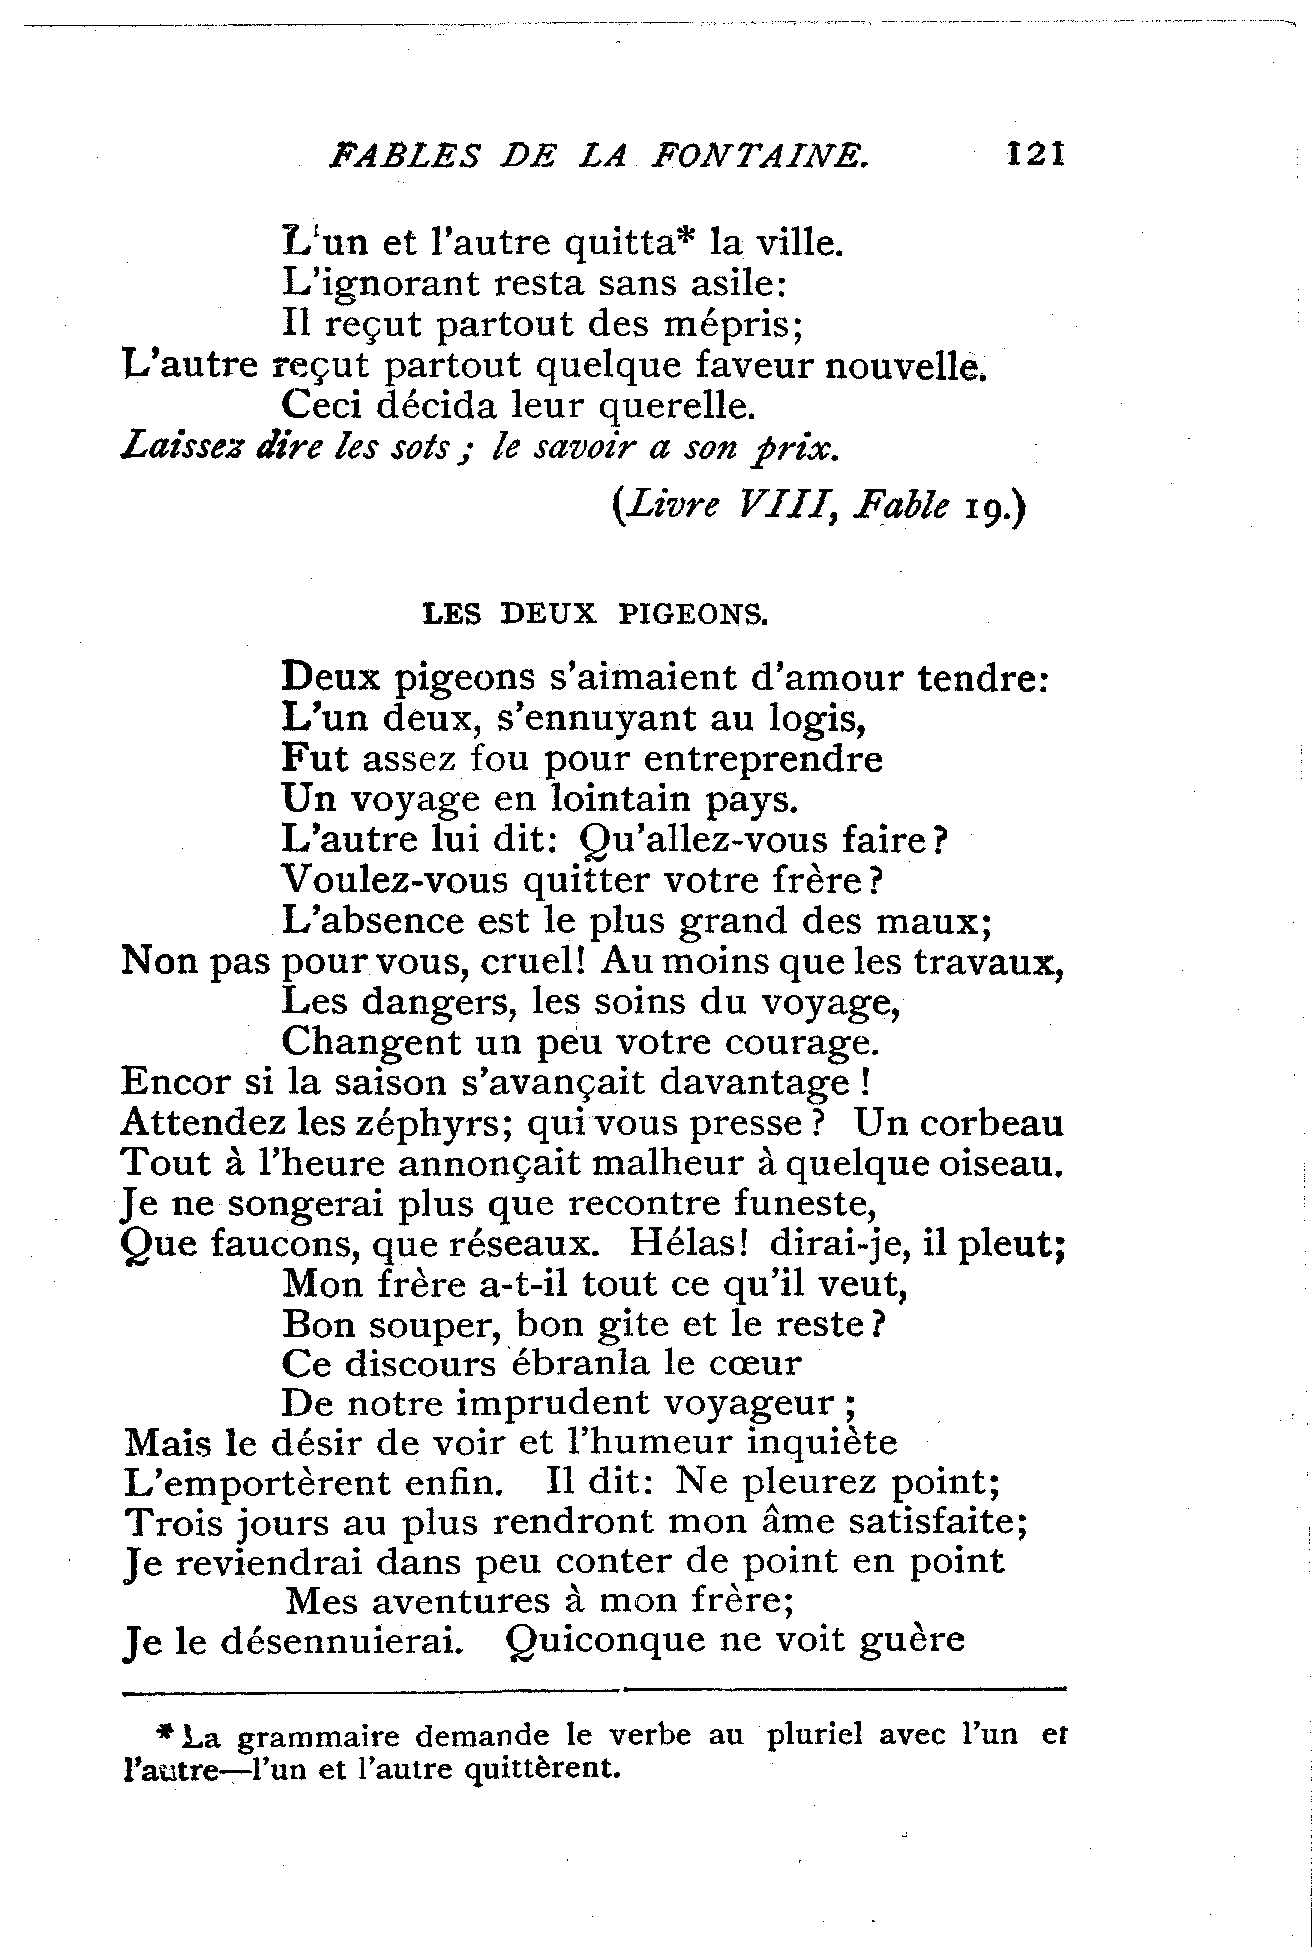 FABLES DE LA FONTAINE. 121
L'un et l'autre quitta* la ville.
L'ignorant resta sans asile:
Il reçut partout des mépris;
L'autre reçut partout quelque faveur nouvelle.
Ceci décida leur querelle.
Laissez dire les sots; le savoir a son prix.
(Livre VIII, Fable 19.)
LES DEUX PIGEONS.
Deux pigeons s'aimaient d'amour tendre:
L'un deux, s'ennuyant au logis,
Fut assez fou pour entreprendre
Un voyage en lointain pays.
L'autre lui dit: Qu'allez-vous faire?
Voulez-vous quitter votre frère?
L'absence est le plus grand des maux;
Non pas pour vous, cruel! Au moins que les travaux,
Les dangers, les soins du voyage,
Changent un peu votre courage.
Encor si la saison s'avançait davantage!
Attendez les zéphyrs; qui vous presse? Un corbeau
Tout à l'heure annonçait malheur à quelque oiseau.
Je ne songerai plus que recontre funeste,
Que faucons, que réseaux. Hélas! dirai-je, il pleut;
Mon frère a-t-il tout ce qu'il veut,
Bon souper, bon gite et le reste?
Ce discours ébranla le cœur
De notre imprudent voyageur;
Mais le désir de voir et l'humeur inquiète
L'emportèrent enfin. Il dit: Ne pleurez point;
Trois jours au plus rendront mon âme satisfaite;
Je reviendrai dans peu conter de point en point
Mes aventures à mon frère;
Je le désennuierai. Quiconque ne voit guère
* La grammaire demande le verbe au pluriel avec l'un et
l'autre—l'un et l'autre quittèrent.